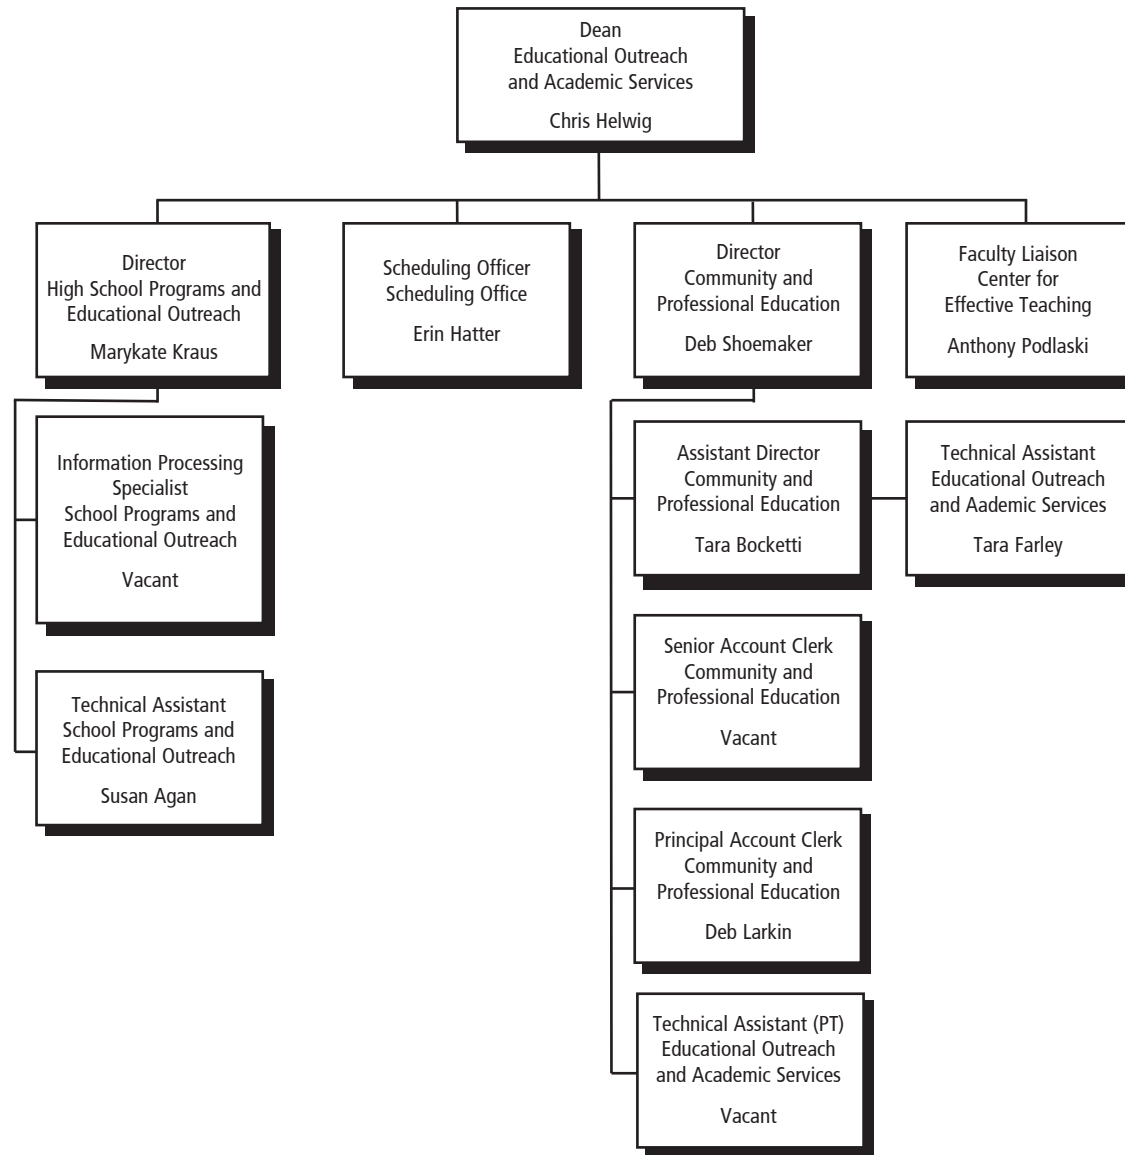 Dean
Educational Outreach
and Academic Services
Chris Helwig
Director
High School Programs and
Educational Outreach
Marykate Kraus
Scheduling Officer
Scheduling Office
Erin Hatter
Director
Community and
Professional Education
Deb Shoemaker
Faculty Liaison
Center for
Effective Teaching
Anthony Podlaski
Information Processing
Specialist
School Programs and
Educational Outreach
Vacant
Technical Assistant
School Programs and
Educational Outreach
Susan Agan
Assistant Director
Community and
Professional Education
Tara Bocketti
Technical Assistant
Educational Outreach
and Aademic Services
Tara Farley
Senior Account Clerk
Community and
Professional Education
Vacant
Principal Account Clerk
Community and
Professional Education
Deb Larkin
Technical Assistant (PT)
Educational Outreach
and Academic Services
Vacant